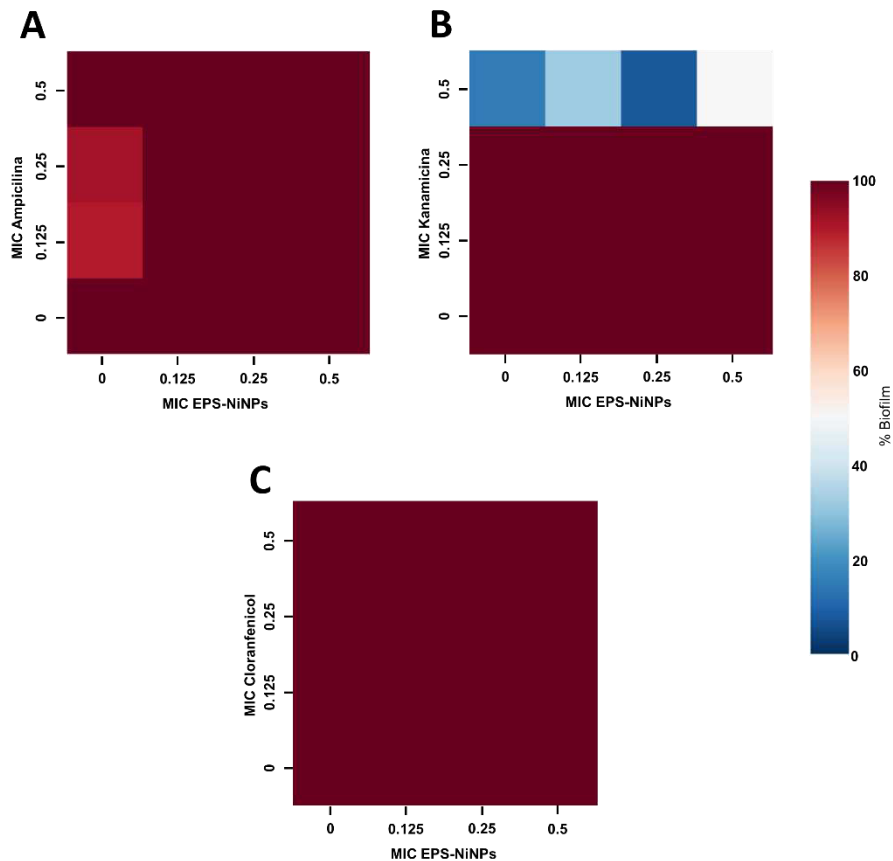 A
MIC Ampicilina
0.5
0.25
0.125
0
0 0.125 0.25 0.5
MIC EPS-NiNPs
B
MIC Kanamicina
0.5
0.25
0.125
0
0 0.125 0.25 0.5
MIC EPS-NiNPs
100
80
60
40
20
0
% Biofilm
C
MIC Cloranfenicol
0.5
0.25
0.125
0
0 0.125 0.25 0.5
MIC EPS-NiNPs